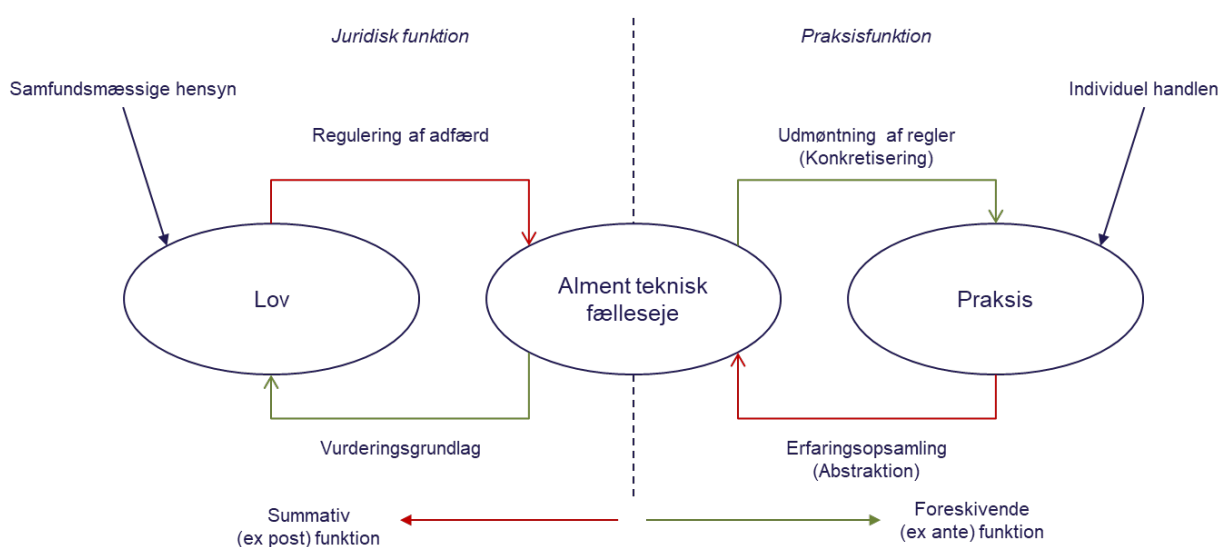 Juridisk funktion
Praksisfunktion
Samfundsmæssige hensyn
Individuel handlen
Regulering af adfærd
Udmøntning af regler
(Konkretisering)
Lov
Alment teknisk
fælleseje
Praksis
Vurderingsgrundlag
Erfaringsopsamling
(Abstraktion)
Summativ
(ex post) funktion
Foreskivende
(ex ante) funktion